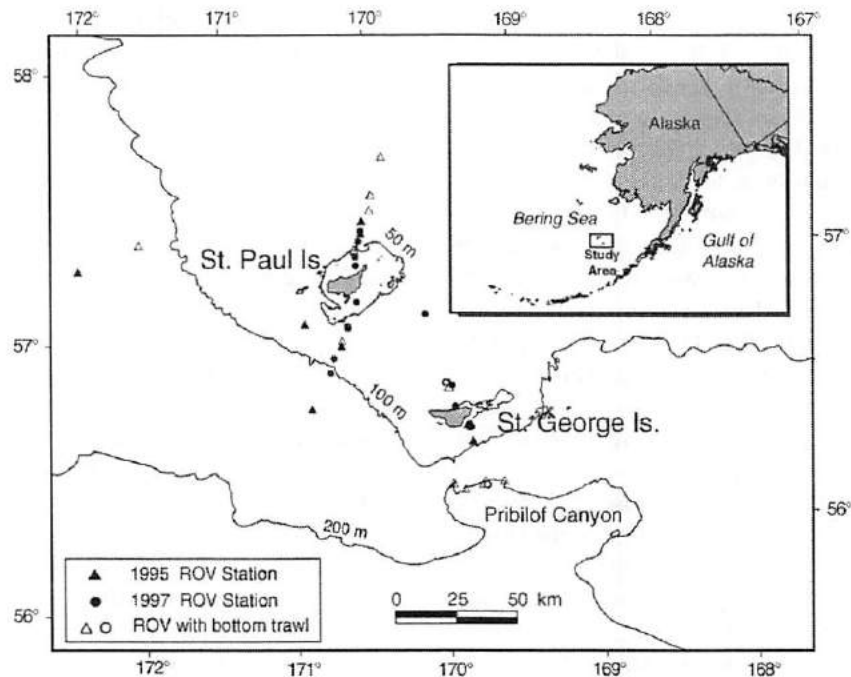 172° 171° 170° 169° 168° 167°
58°
Alaska
Bering Sea
Gulf of
Alaska
Study
Area
57°
50 m
St. Paul Is.
57°
100 m
St. George Is.
Pribilof Canyon
56°
200 m
1995 ROV Station
1997 ROV Station
ROV with bottom trawl
0 25 50 km
56°
172° 171° 170° 169° 168°